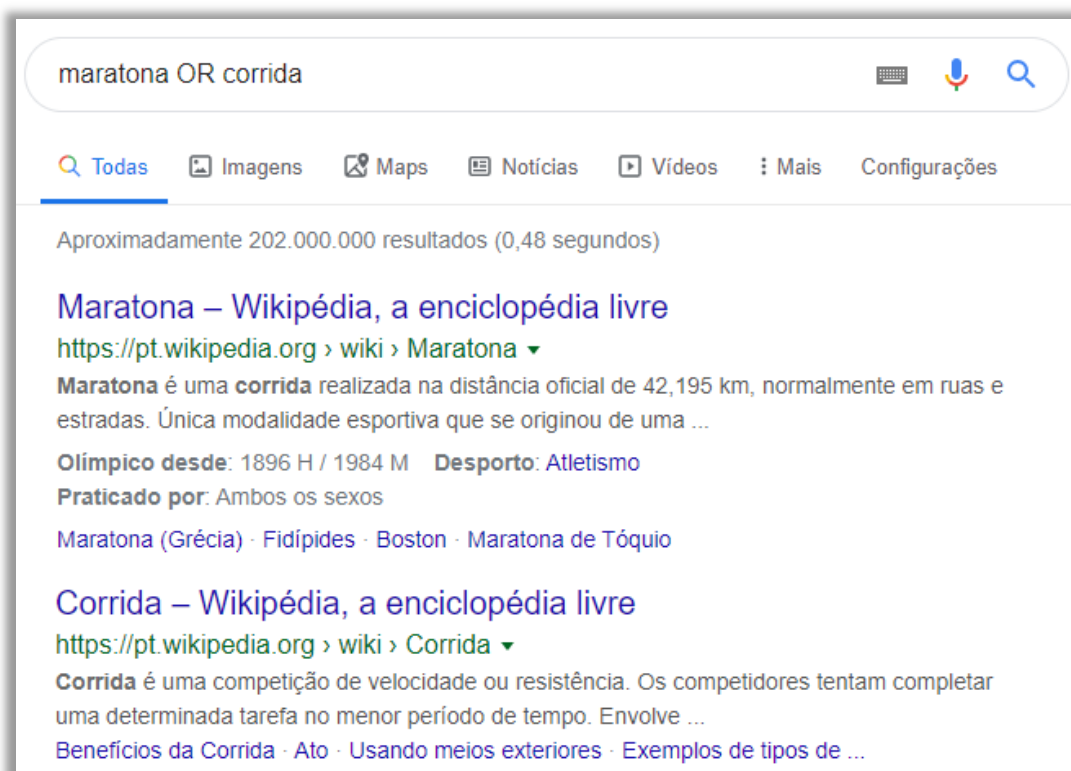 maratona OR corrida
Todas Imagens Maps Notícias Vídeos Mais Configurações
Aproximadamente 202.000.000 resultados (0,48 segundos)
Maratona – Wikipédia, a enciclopédia livre
https://pt.wikipedia.org › wiki › Maratona
Maratona é uma corrida realizada na distância oficial de 42,195 km, normalmente em ruas e
estradas. Única modalidade esportiva que se originou de uma ...
Olímpico desde: 1896 H / 1984 M Desporto: Atletismo
Praticado por: Ambos os sexos
Maratona (Grécia) · Fidípides · Boston · Maratona de Tóquio
Corrida – Wikipédia, a enciclopédia livre
https://pt.wikipedia.org › wiki › Corrida
Corrida é uma competição de velocidade ou resistência. Os competidores tentam completar
uma determinada tarefa no menor período de tempo. Envolve ...
Benefícios da Corrida · Ato · Usando meios exteriores · Exemplos de tipos de ...